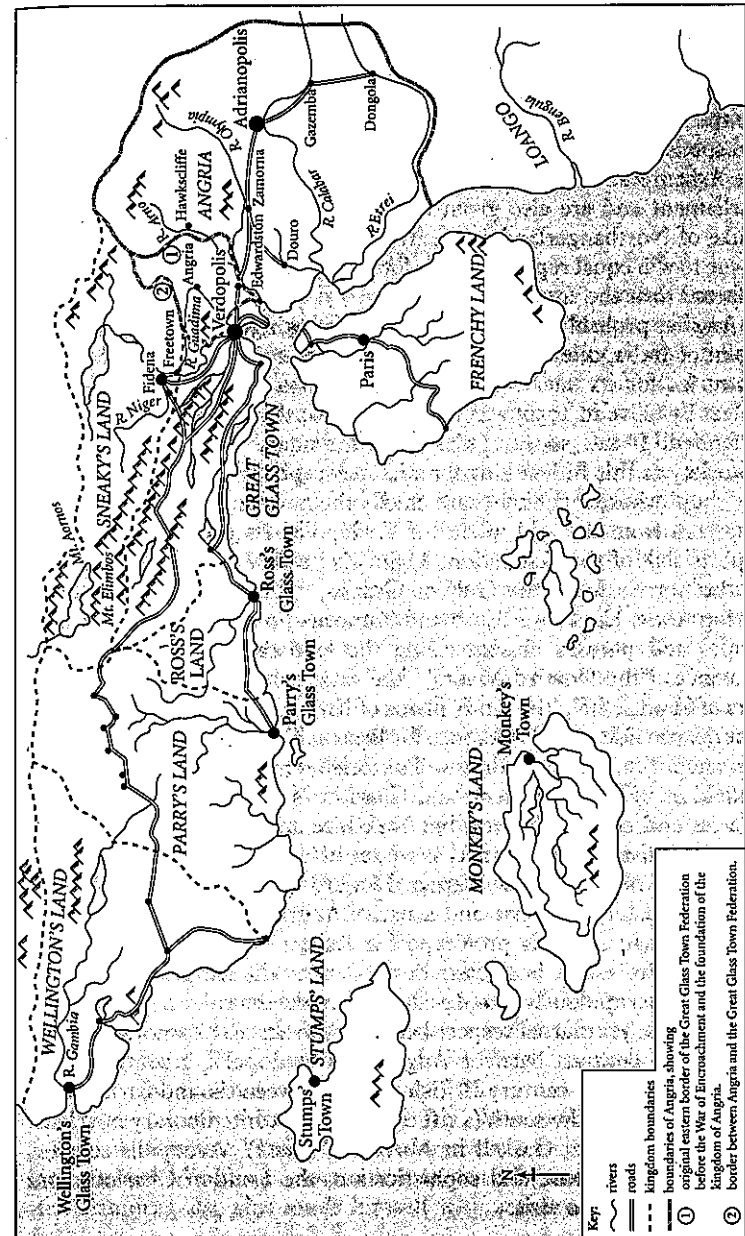 Wellington's
Glass Town
R. Gambia
WELLINGTON'S LAND
PARRY'S LAND
Parry's
Glass Town
ROSS'S
LAND
Ross's
Glass Town
GREAT
GLASS TOWN
SNEAKY'S LAND
Mt. Aornos
Mt. Elimbos
R. Niger
Fidena
Freetown
R. Guadima
Verdopolis
Angria
Hawkscliffe
R. Arno
ANGRIA
R. Olympia
Edwardston
Zamorna
Adrianopolis
Douro
R. Calabar
R. Etrei
Gazemba
Dongola
LOANGO
R. Bengula
Paris
FRENCHY LAND
Monkey's
Town
MONKEY'S LAND
Stumps'
Town
STUMPS' LAND
1
2
N
Key:
rivers
roads
kingdom boundaries
boundaries of Angria, showing
1 original eastern border of the Great Glass Town Federation
before the War of Encroachment and the foundation of the
kingdom of Angria.
2 border between Angria and the Great Glass Town Federation.